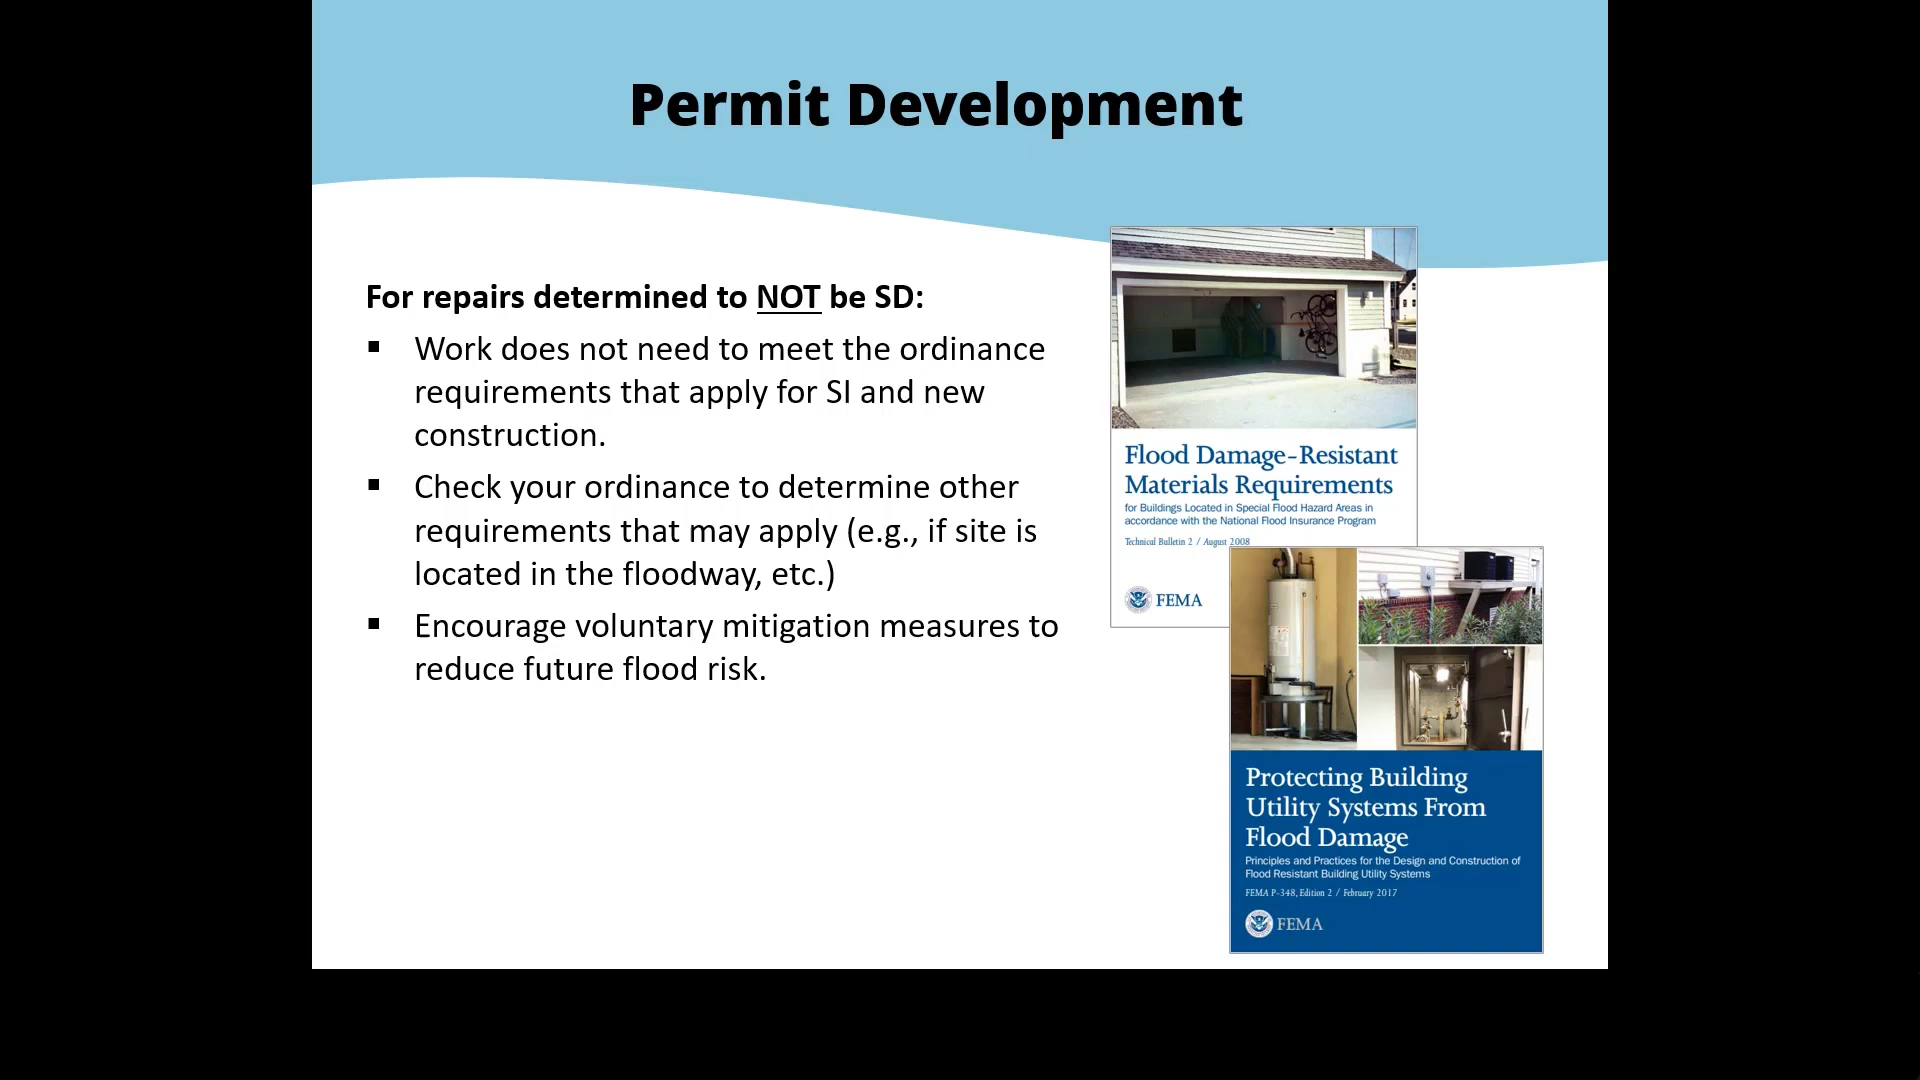 Permit Development
For repairs determined to NOT be SD:
▪ Work does not need to meet the ordinance
requirements that apply for SI and new
construction.
▪ Check your ordinance to determine other
requirements that may apply (e.g., if site is
located in the floodway, etc.)
▪ Encourage voluntary mitigation measures to
reduce future flood risk.
Flood Damage-Resistant
Materials Requirements
for Buildings Located in Special Flood Hazard Areas in
accordance with the National Flood Insurance Program
Technical Bulletin 2 / August 2008
FEMA
Protecting Building
Utility Systems From
Flood Damage
Principles and Practices for the Design and Construction of
Flood Resistant Building Utility Systems
FEMA P-348, Edition 2 / February 2017
FEMA